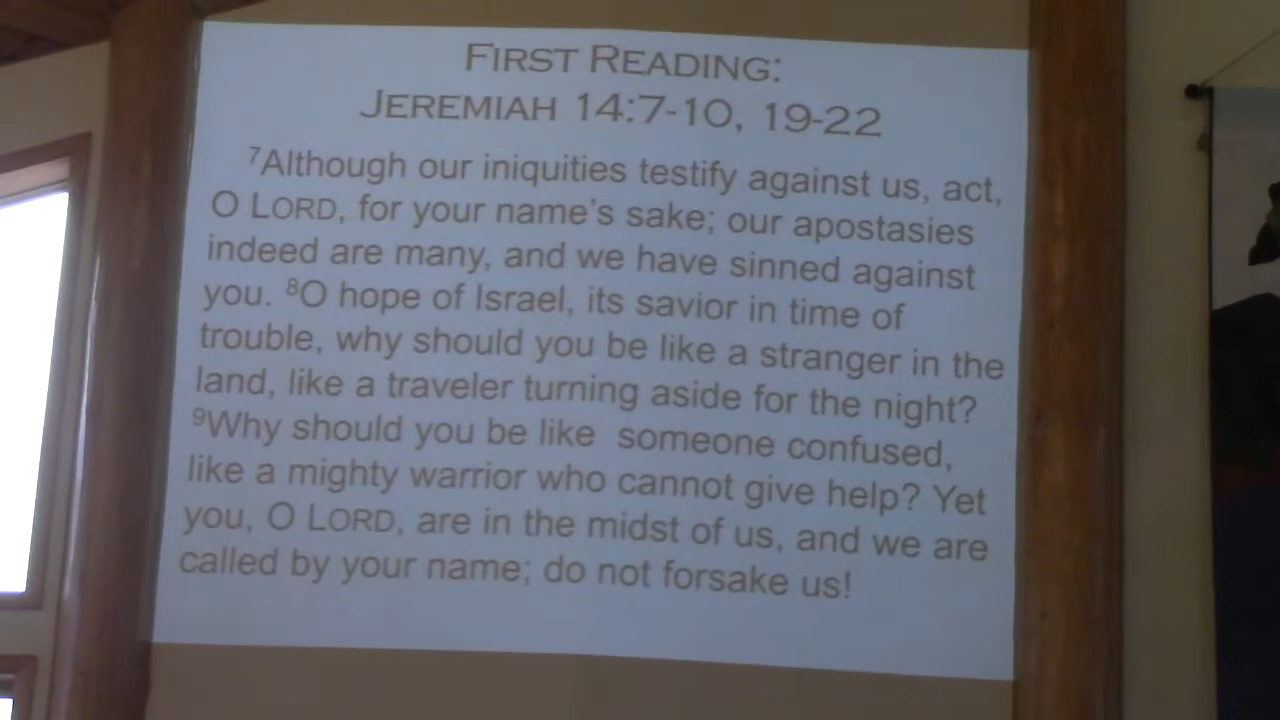 FIRST READING:
JEREMIAH 14:7-10, 19-22
⁷Although our iniquities testify against us, act,
O LORD, for your name's sake; our apostasies
indeed are many, and we have sinned against
you. ⁸O hope of Israel, its savior in time of
trouble, why should you be like a stranger in the
land, like a traveler turning aside for the night?
⁹Why should you be like  someone confused,
like a mighty warrior who cannot give help? Yet
you, O LORD, are in the midst of us, and we are
called by your name; do not forsake us!